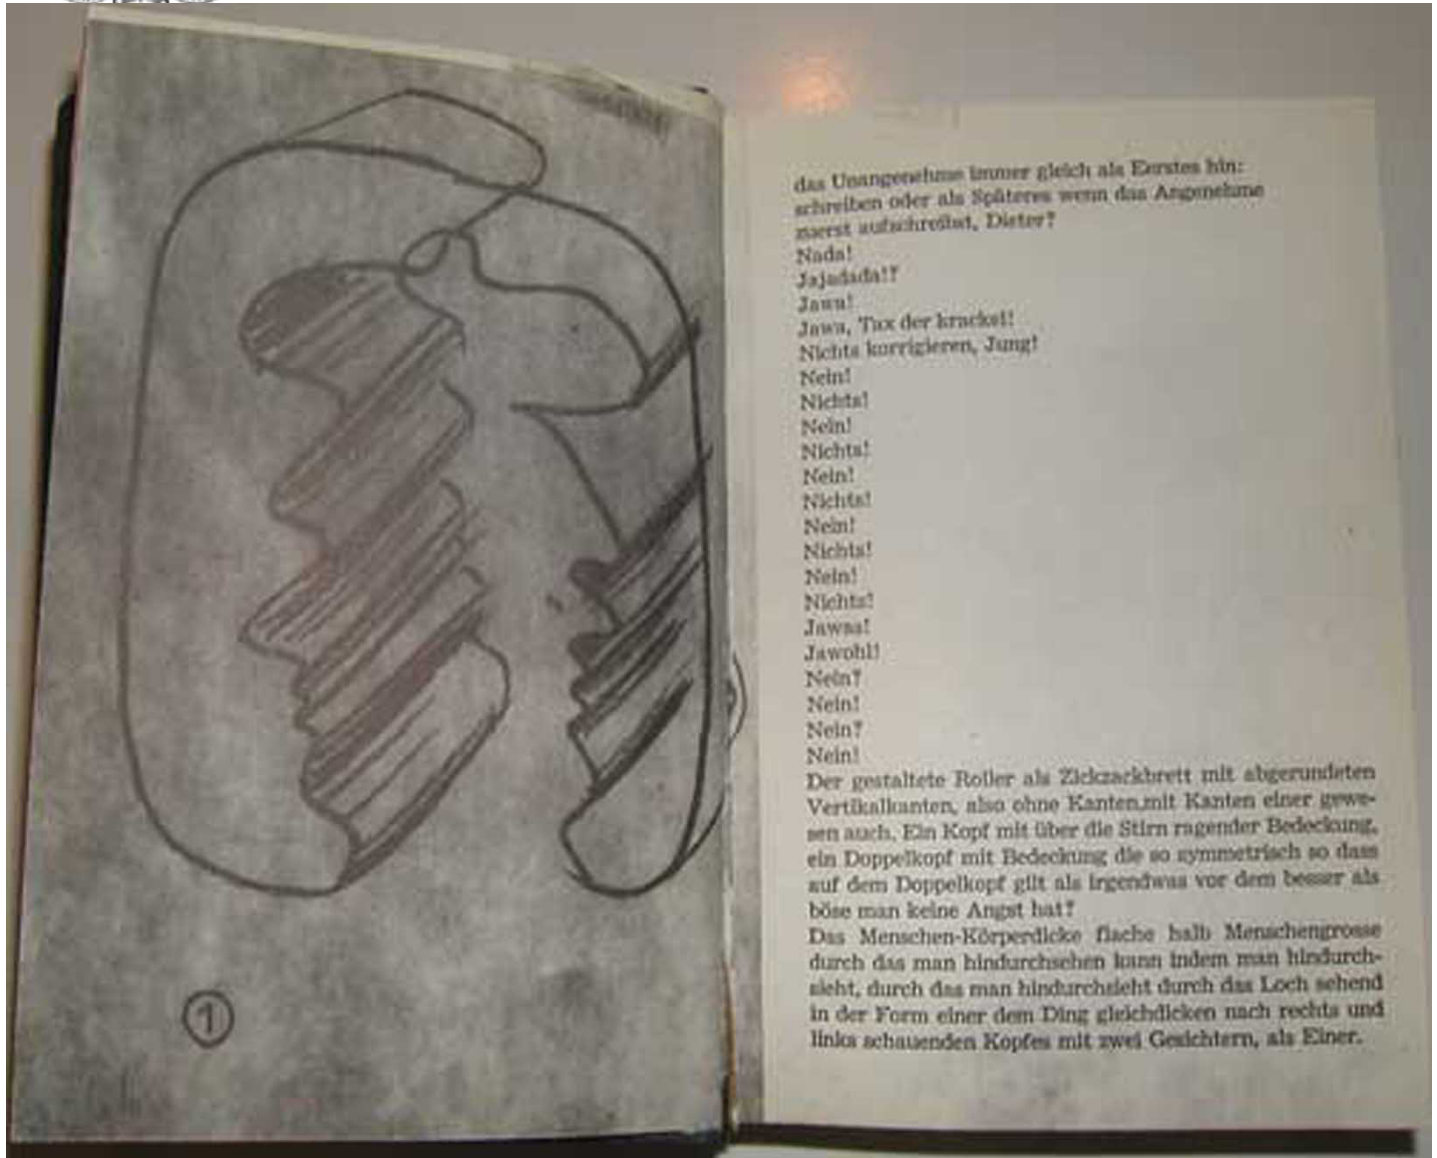 1
das Unangenehme immer gleich als Eerstes hin:
schreiben oder als Späteres wenn das Angenehme
zuerst aufschreibst, Dieter?
Nada!
Jajadada!?
Jawa!
Jawa, Tux der krackel!
Nichts korrigieren, Jung!
Nein!
Nichts!
Nein!
Nichts!
Nein!
Nichts!
Nein!
Nichts!
Nein!
Nichts!
Jawaa!
Jawohl!
Nein?
Nein!
Nein?
Nein!
Der gestaltete Roller als Zickzackbrett mit abgerundeten
Vertikalkanten, also ohne Kanten,mit Kanten einer gewe-
sen auch. Ein Kopf mit über die Stirn ragender Bedeckung,
ein Doppelkopf mit Bedeckung die so symmetrisch so dass
auf dem Doppelkopf gilt als irgendwas vor dem besser als
böse man keine Angst hat?
Das Menschen-Körperdicke flache halb Menschengrosse
durch das man hindurchsehen kann indem man hindurch-
sieht, durch das man hindurchsieht durch das Loch sehend
in der Form einer dem Ding gleichdicken nach rechts und
links schauenden Kopfes mit zwei Gesichtern, als Einer.